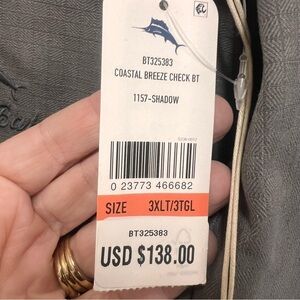 BT325383
COASTAL BREEZE CHECK BT
1157-SHADOW
0 23773 466682
SIZE 3XLT/3TGL
BT325383
USD $138.00